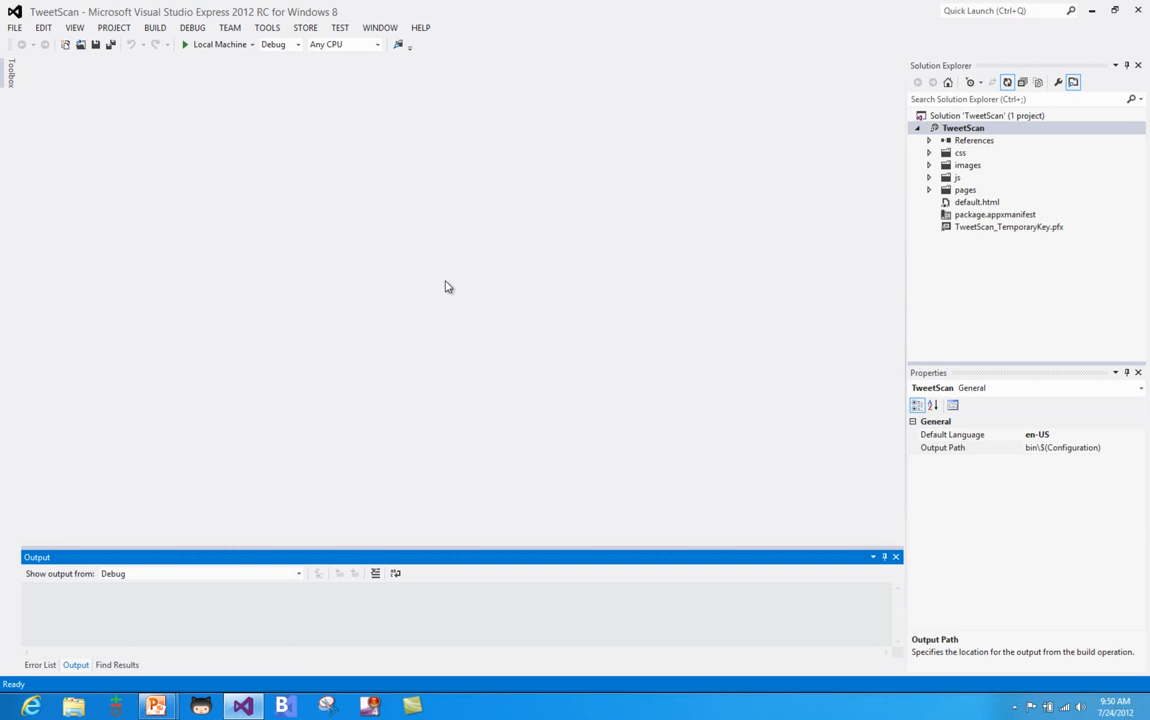 TweetScan - Microsoft Visual Studio Express 2012 RC for Windows 8
Quick Launch (Ctrl+Q)
FILE EDIT VIEW PROJECT BUILD DEBUG TEAM TOOLS STORE TEST WINDOW HELP
Local Machine Debug Any CPU
Toolbox
Solution Explorer
Search Solution Explorer (Ctrl+;)
Solution 'TweetScan' (1 project)
TweetScan
References
css
images
js
pages
default.html
package.appxmanifest
TweetScan_TemporaryKey.pfx
Properties
TweetScan General
General
Default Language en-US
Output Path bin\$(Configuration)
Output
Show output from: Debug
Output Path
Specifies the location for the output from the build operation.
Error List Output Find Results
Ready
9:50 AM
7/24/2012